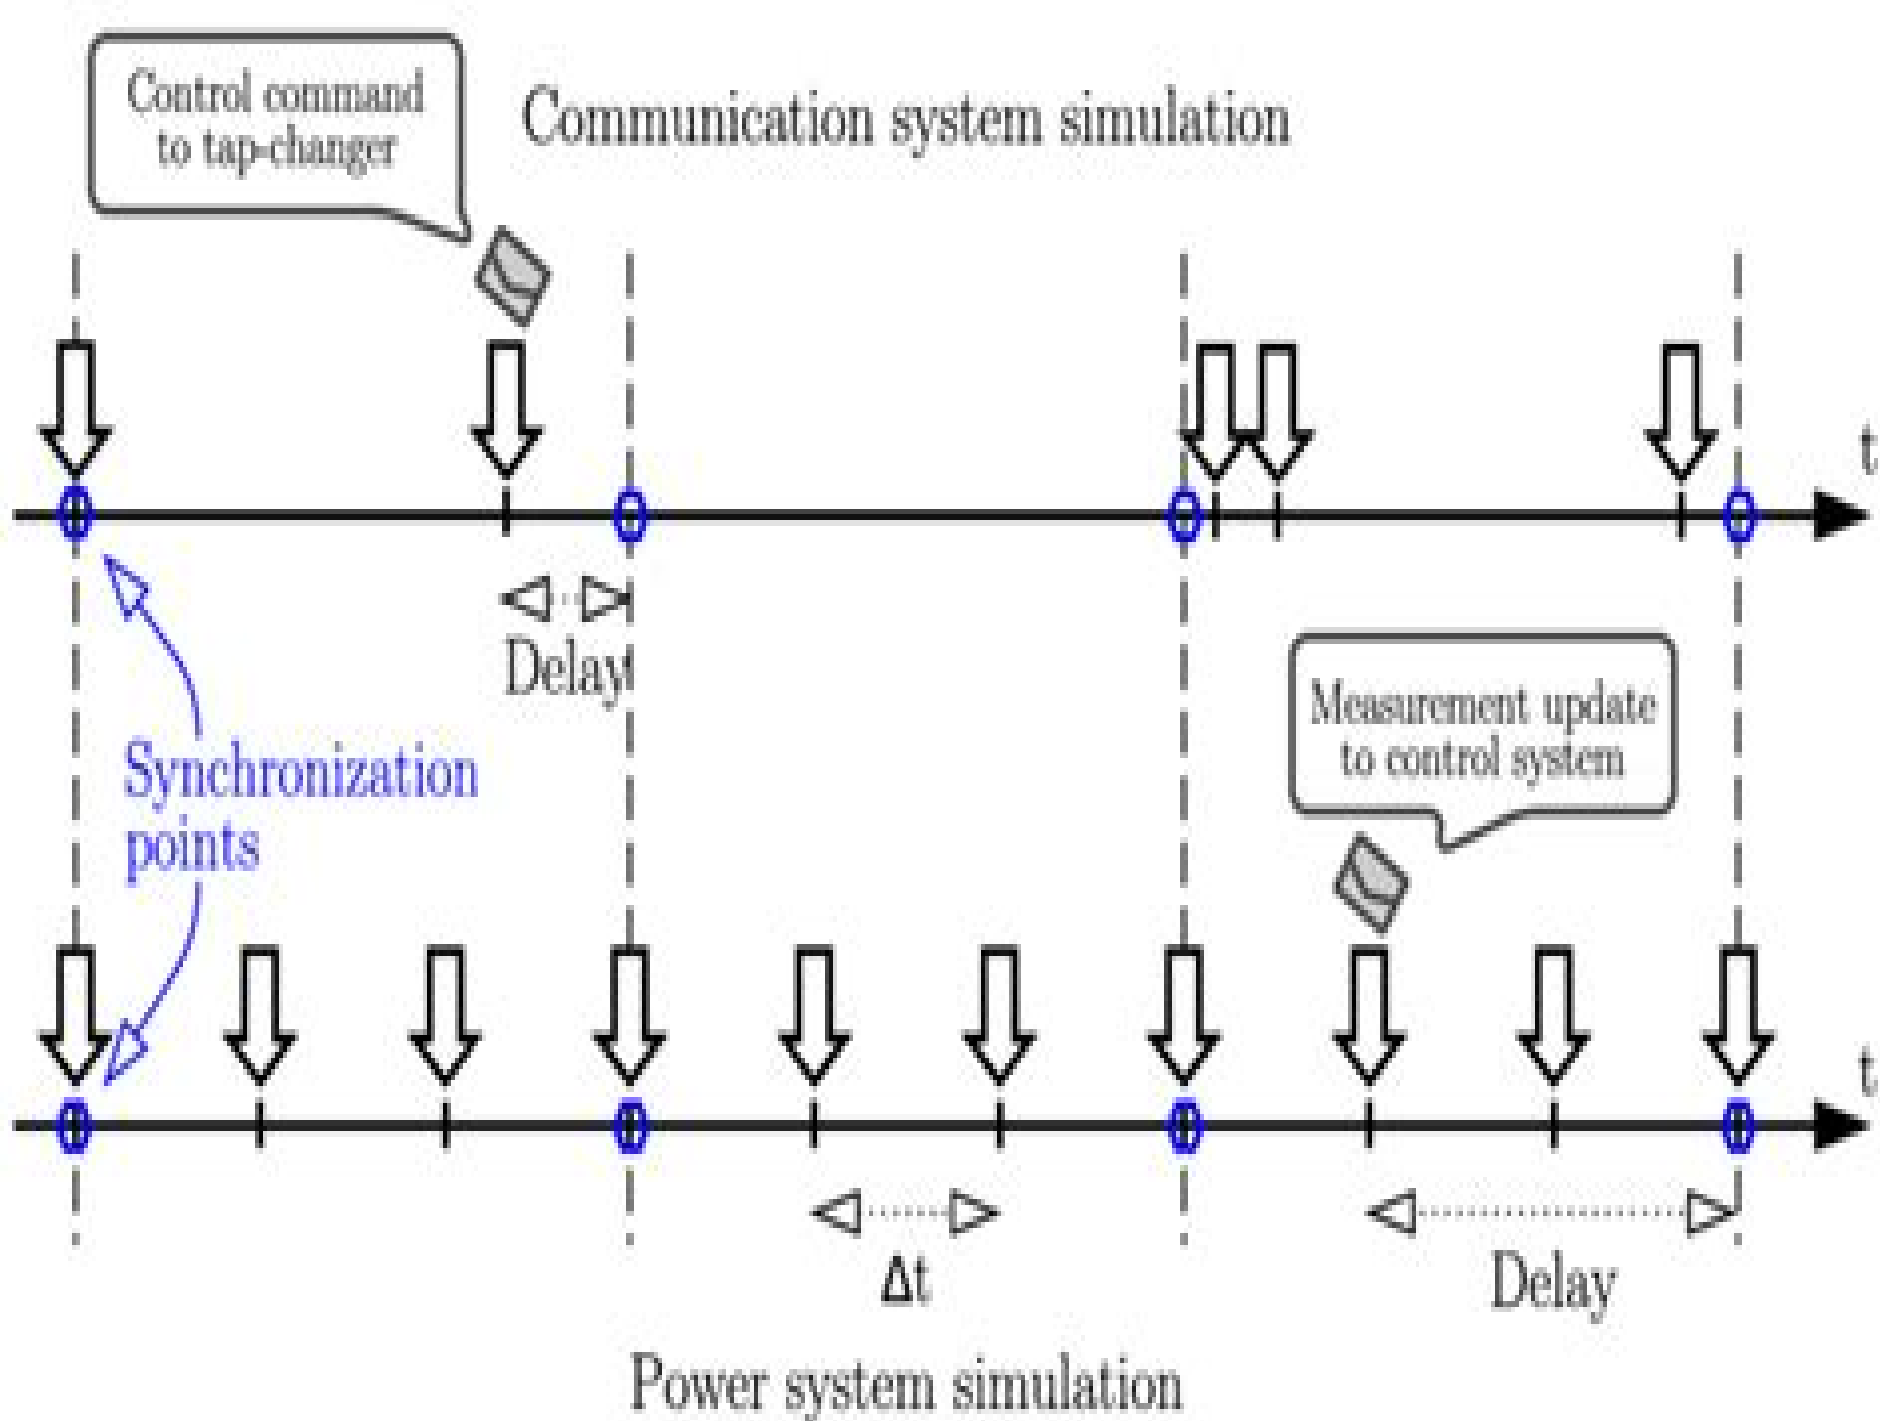 Control command
to tap-changer
Communication system simulation
t
Delay
Measurement update
to control system
Synchronization
points
t
Δt
Delay
Power system simulation